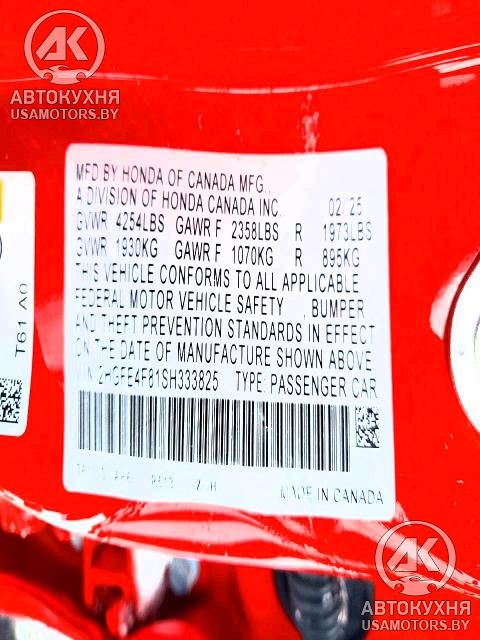 АК
АВТОКУХНЯ
USAMOTORS.BY
MFD BY HONDA OF CANADA MFG.,
A DIVISION OF HONDA CANADA INC. 02/25
GVWR 4254LBS GAWR F 2358LBS R 1973LBS
GVWR 1930KG GAWR F 1070KG R 895KG
THIS VEHICLE CONFORMS TO ALL APPLICABLE
FEDERAL MOTOR VEHICLE SAFETY, BUMPER
AND THEFT PREVENTION STANDARDS IN EFFECT
ON THE DATE OF MANUFACTURE SHOWN ABOVE
2HGFE4F81SH333825 TYPE PASSENGER CAR
MADE IN CANADA
T61 A0
АК
АВТОКУХНЯ
USAMOTORS.BY